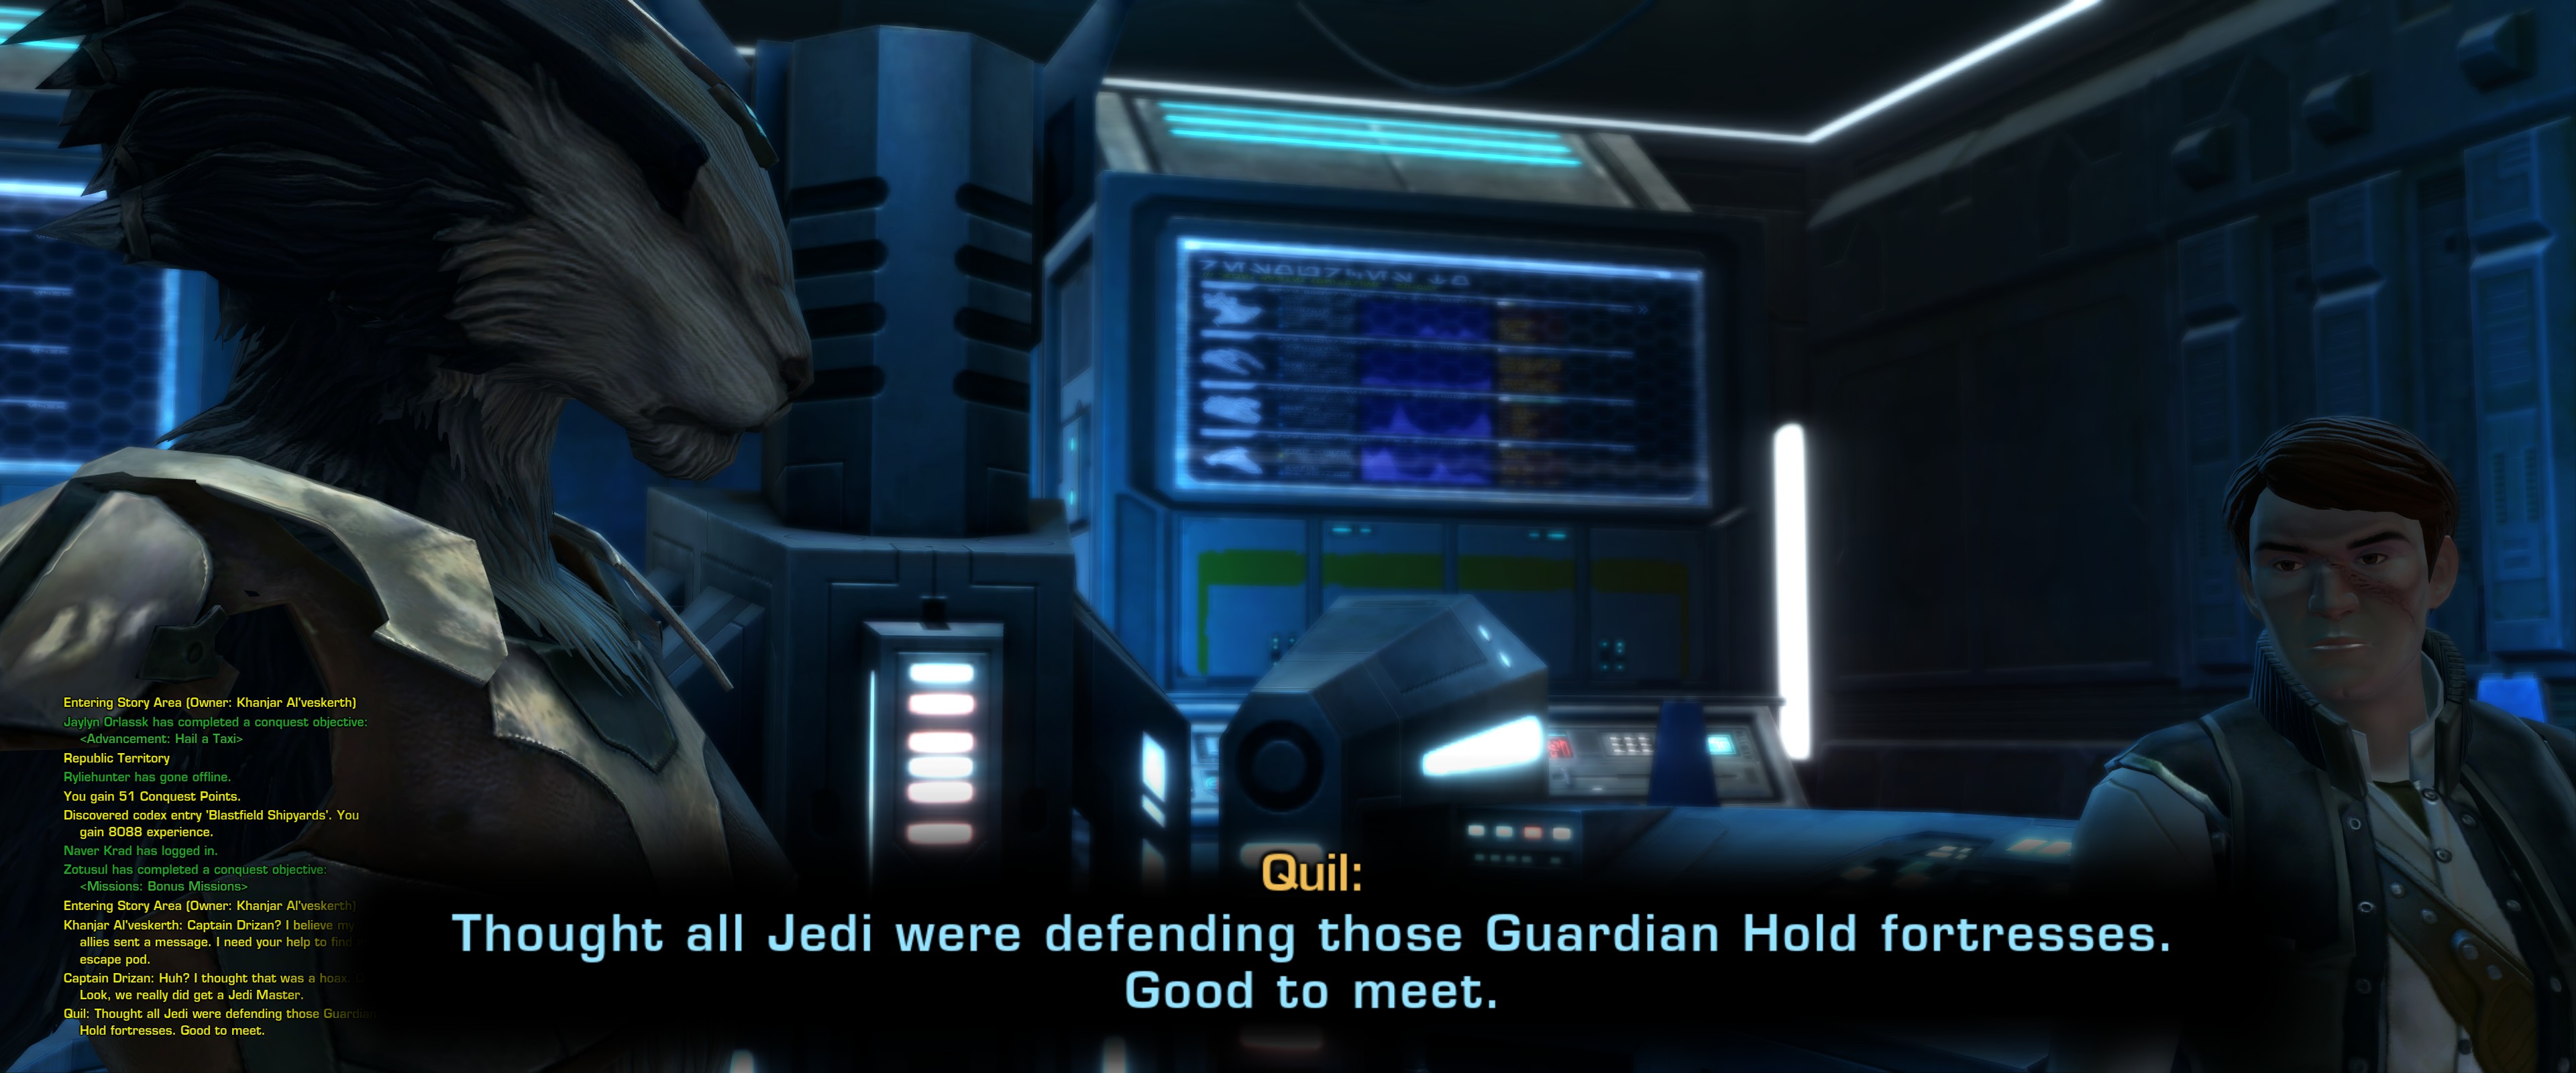 Entering Story Area (Owner: Khanjar Al'veskerth)
Jaylyn Orlassk has completed a conquest objective:
<Advancement: Hail a Taxi>
Republic Territory
Ryliehunter has gone offline.
You gain 51 Conquest Points.
Discovered codex entry 'Blastfield Shipyards'. You
gain 8088 experience.
Naver Krad has logged in.
Zotusul has completed a conquest objective:
<Missions: Bonus Missions>
Entering Story Area (Owner: Khanjar Al'veskerth)
Khanjar Al'veskerth: Captain Drizan? I believe my
allies sent a message. I need your help to find
escape pod.
Captain Drizan: Huh? I thought that was a hoax.
Look, we really did get a Jedi Master.
Quil: Thought all Jedi were defending those Guardian
Hold fortresses. Good to meet.
Quil:
Thought all Jedi were defending those Guardian Hold fortresses.
Good to meet.